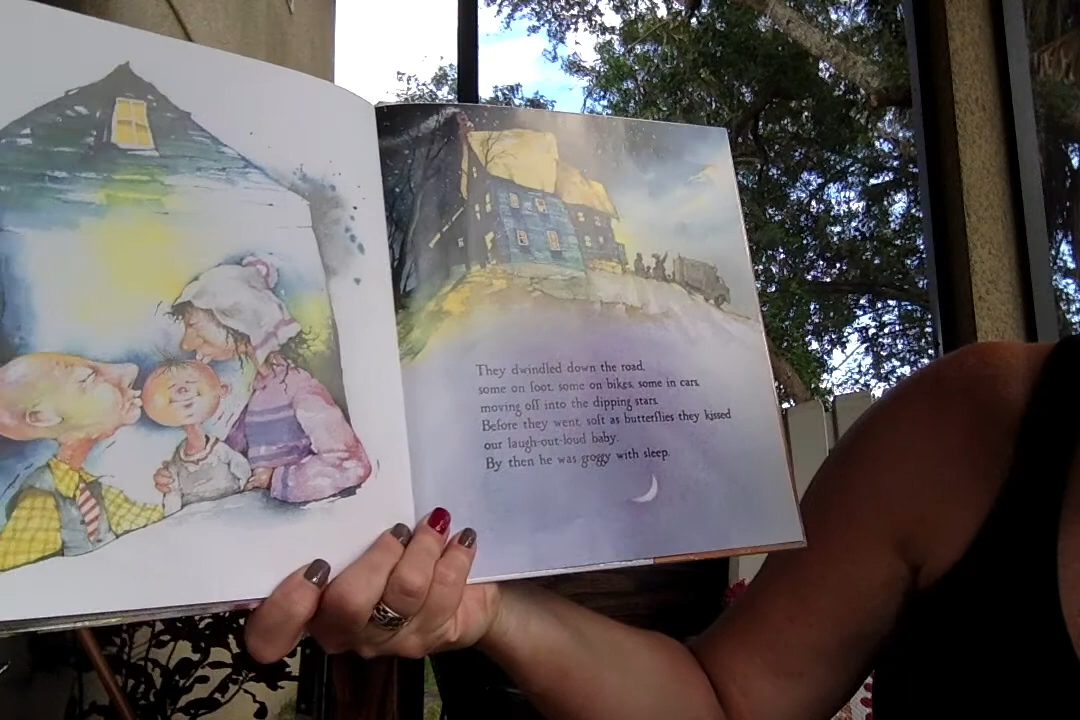 They dwindled down the road,
some on foot, some on bikes, some in cars,
moving off into the dipping stars.
Before they went, soft as butterflies they kissed
our laugh-out-loud baby.
By then he was groggy with sleep.